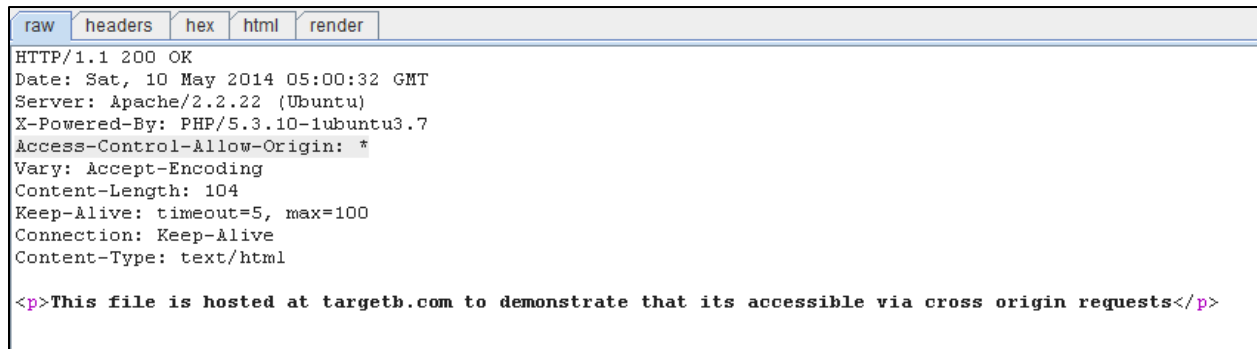 raw headers hex html render
HTTP/1.1 200 OK
Date: Sat, 10 May 2014 05:00:32 GMT
Server: Apache/2.2.22 (Ubuntu)
X-Powered-By: PHP/5.3.10-1ubuntu3.7
Access-Control-Allow-Origin: *
Vary: Accept-Encoding
Content-Length: 104
Keep-Alive: timeout=5, max=100
Connection: Keep-Alive
Content-Type: text/html
<p>This file is hosted at targetb.com to demonstrate that its accessible via cross origin requests</p>